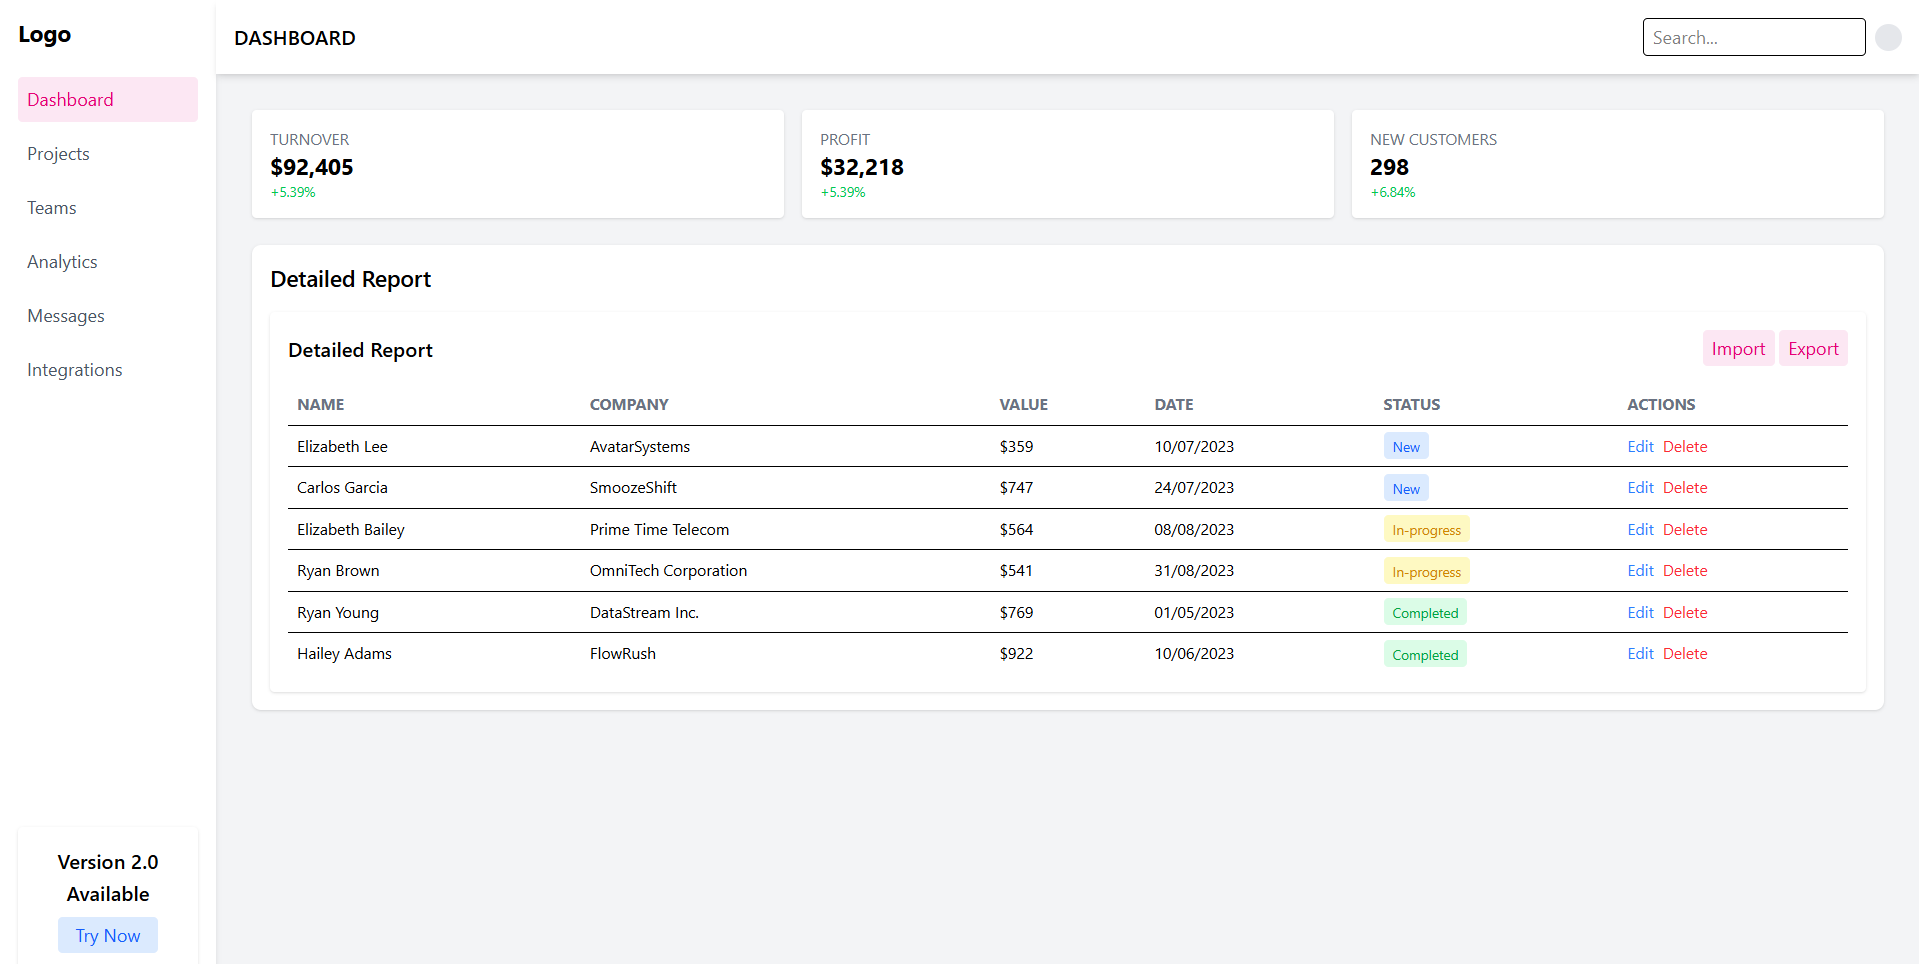 Logo
Dashboard
Projects
Teams
Analytics
Messages
Integrations
Version 2.0
Available
Try Now
DASHBOARD
Search...
TURNOVER
$92,405
+5.39%
PROFIT
$32,218
+5.39%
NEW CUSTOMERS
298
+6.84%
Detailed Report
Detailed Report
Import Export
NAME COMPANY VALUE DATE STATUS ACTIONS
Elizabeth Lee AvatarSystems $359 10/07/2023 New Edit Delete
Carlos Garcia SmoozeShift $747 24/07/2023 New Edit Delete
Elizabeth Bailey Prime Time Telecom $564 08/08/2023 In-progress Edit Delete
Ryan Brown OmniTech Corporation $541 31/08/2023 In-progress Edit Delete
Ryan Young DataStream Inc. $769 01/05/2023 Completed Edit Delete
Hailey Adams FlowRush $922 10/06/2023 Completed Edit Delete